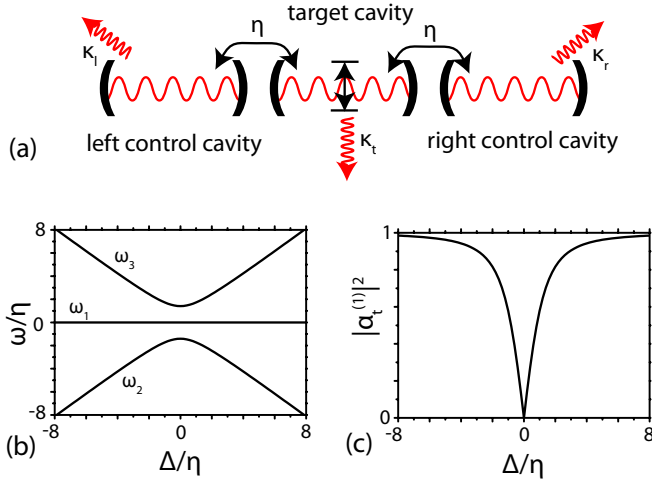 target cavity
η
η
κl
κr
κt
left control cavity
right control cavity
(a)
8
ω3
ω/η
0
ω1
ω2
-8
-8
0
8
Δ/η
(b)
1
|αt(1)|2
0
-8
0
8
Δ/η
(c)